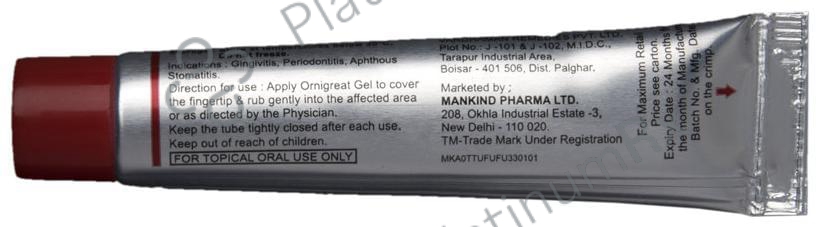 freeze.
Indications : Gingivitis, Periodontitis, Aphthous
Stomatitis.
Direction for use : Apply Ornigreat Gel to cover
the fingertip, rub gently into the affected area
or as directed by the Physician.
Keep the tube tightly closed after each use.
Keep out of reach of children.
FOR TOPICAL ORAL USE ONLY
REMEDIES PVT. LTD.
Plot No.: J -101 & J -102, M.I.D.C.,
Tarapur Industrial Area,
Boisar - 401 506, Dist. Palghar.
Marketed by ;
MANKIND PHARMA LTD.
208, Okhla Industrial Estate -3,
New Delhi - 110 020.
TM-Trade Mark Under Registration
MKA0TTUFUFU330101
For Maximum Retail
Price see carton.
Expiry Date : 24 Months
the month of Manufacture
Batch No. & Mfg. Date
on the crimp.